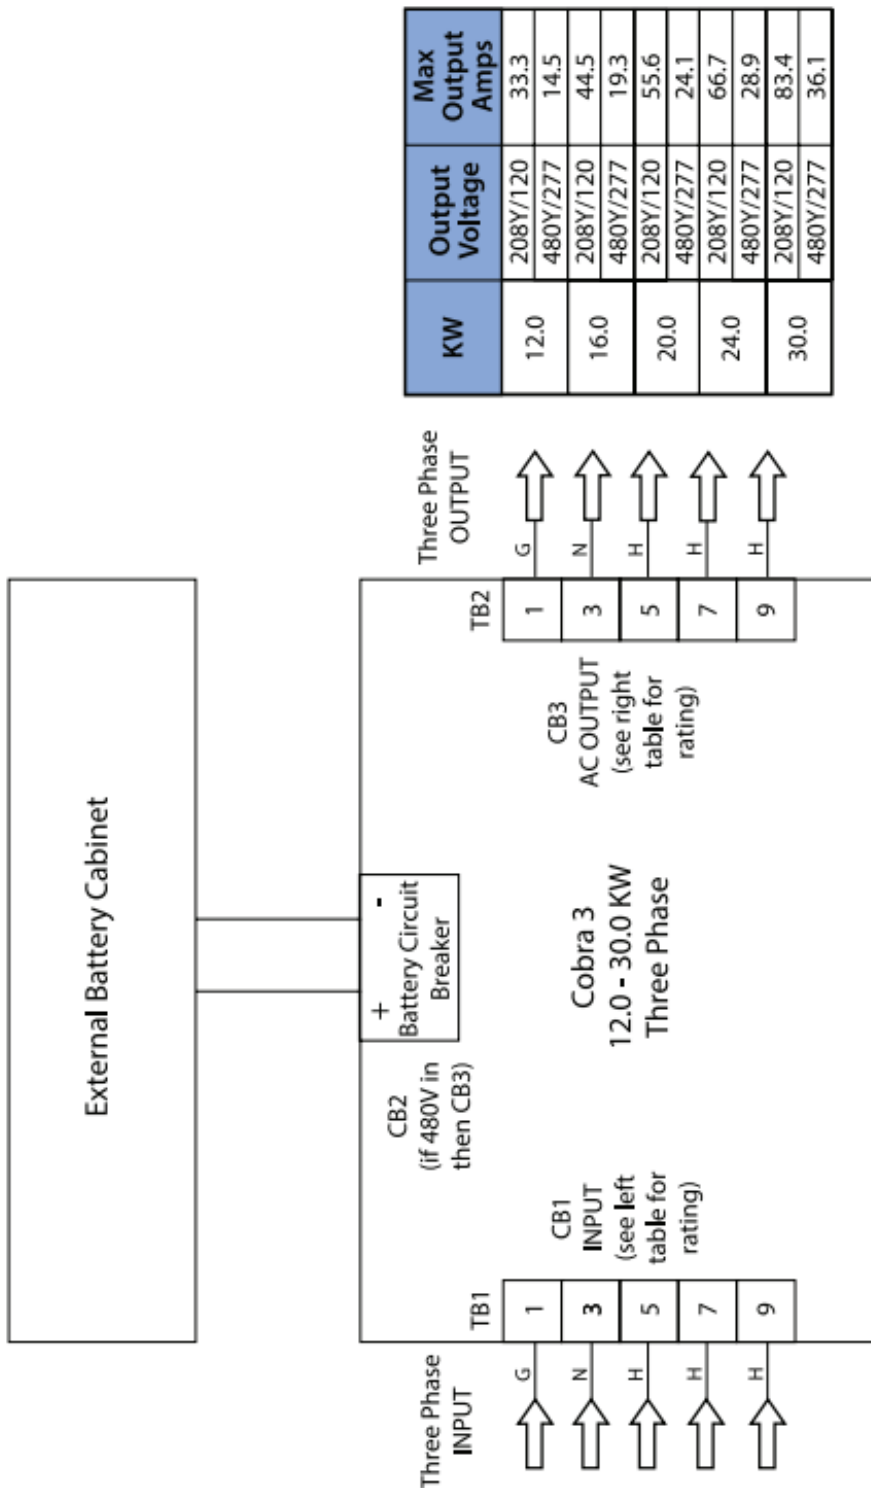 External Battery Cabinet
+ -
Battery Circuit
Breaker
CB2
(if 480V in
then CB3)
Three Phase
INPUT
TB1
G 1
N 3
H 5
H 7
H 9
CB1
INPUT
(see left
table for
rating)
Cobra 3
12.0 - 30.0 KW
Three Phase
CB3
AC OUTPUT
(see right
table for
rating)
TB2
1 G
3 N
5 H
7 H
9 H
Three Phase
OUTPUT
KW Output Voltage Max Output Amps
12.0 208Y/120 33.3
480Y/277 14.5
16.0 208Y/120 44.5
480Y/277 19.3
20.0 208Y/120 55.6
480Y/277 24.1
24.0 208Y/120 66.7
480Y/277 28.9
30.0 208Y/120 83.4
480Y/277 36.1